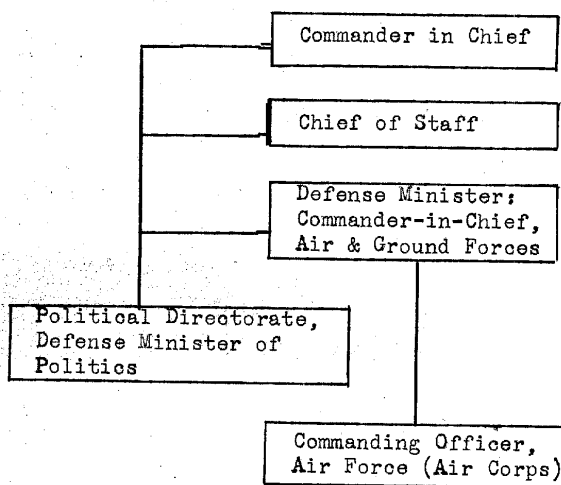 Commander in Chief
Chief of Staff
Defense Minister:
Commander-in-Chief,
Air & Ground Forces
Political Directorate,
Defense Minister of
Politics
Commanding Officer,
Air Force (Air Corps)